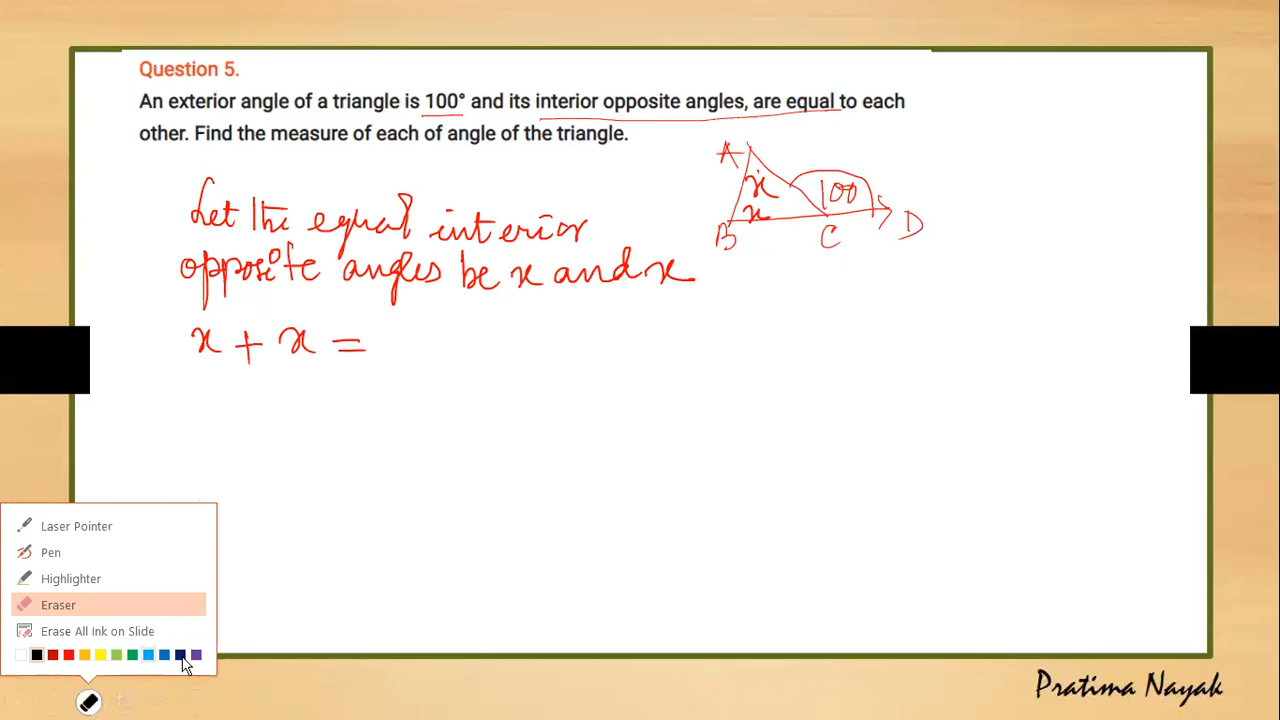 Question 5.
An exterior angle of a triangle is 100° and its interior opposite angles, are equal to each
other. Find the measure of each of angle of the triangle.
A
x
100
x
B
C
D
Let the equal interior
opposite angles be x and x
x + x =
Laser Pointer
Pen
Highlighter
Eraser
Erase All Ink on Slide
Pratima Nayak